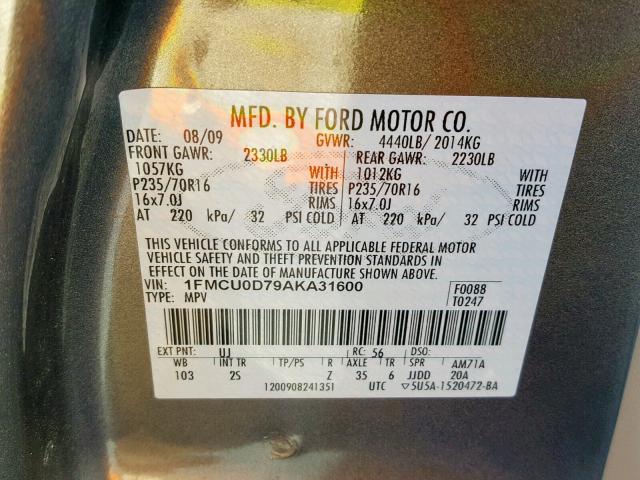 MFD. BY FORD MOTOR CO.
DATE: 08/09 GVWR: 4440LB/ 2014KG
FRONT GAWR: 2330LB REAR GAWR: 2230LB
1057KG WITH 1012KG WITH
P235/70R16 TIRES P235/70R16 TIRES
16x7.0J RIMS 16x7.0J RIMS
AT 220 kPa/ 32 PSI COLD AT 220 kPa/ 32 PSI COLD
THIS VEHICLE CONFORMS TO ALL APPLICABLE FEDERAL MOTOR
VEHICLE SAFETY AND THEFT PREVENTION STANDARDS IN
EFFECT ON THE DATE OF MANUFACTURE SHOWN ABOVE.
VIN: 1FMCU0D79AKA31600 F0088
TYPE: MPV T0247
EXT PNT: UJ RC: 56 DSO:
WB INT TR TP/PS R AXLE TR SPR AM71A
103 2S Z 35 6 JJDD 20A
1200908241351 UTC ▽5U5A-1520472-BA